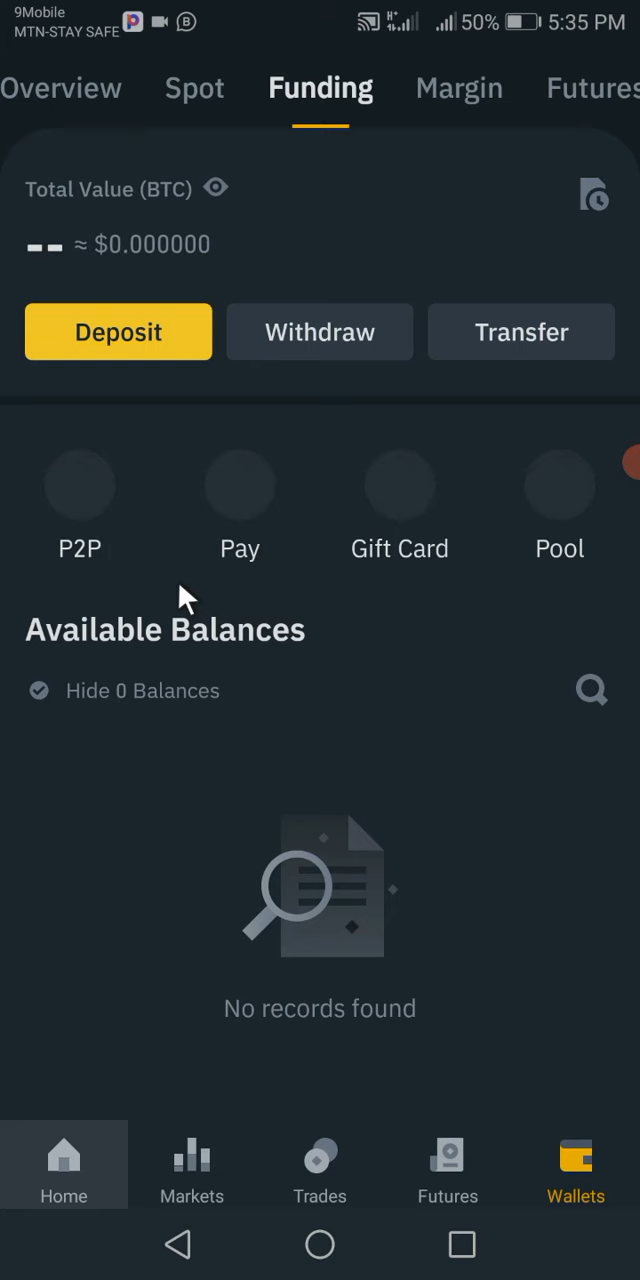 9Mobile
MTN-STAY SAFE
50% 5:35 PM
Overview Spot Funding Margin Futures
Total Value (BTC)
-- ≈ $0.000000
Deposit Withdraw Transfer
P2P Pay Gift Card Pool
Available Balances
Hide 0 Balances
No records found
Home Markets Trades Futures Wallets